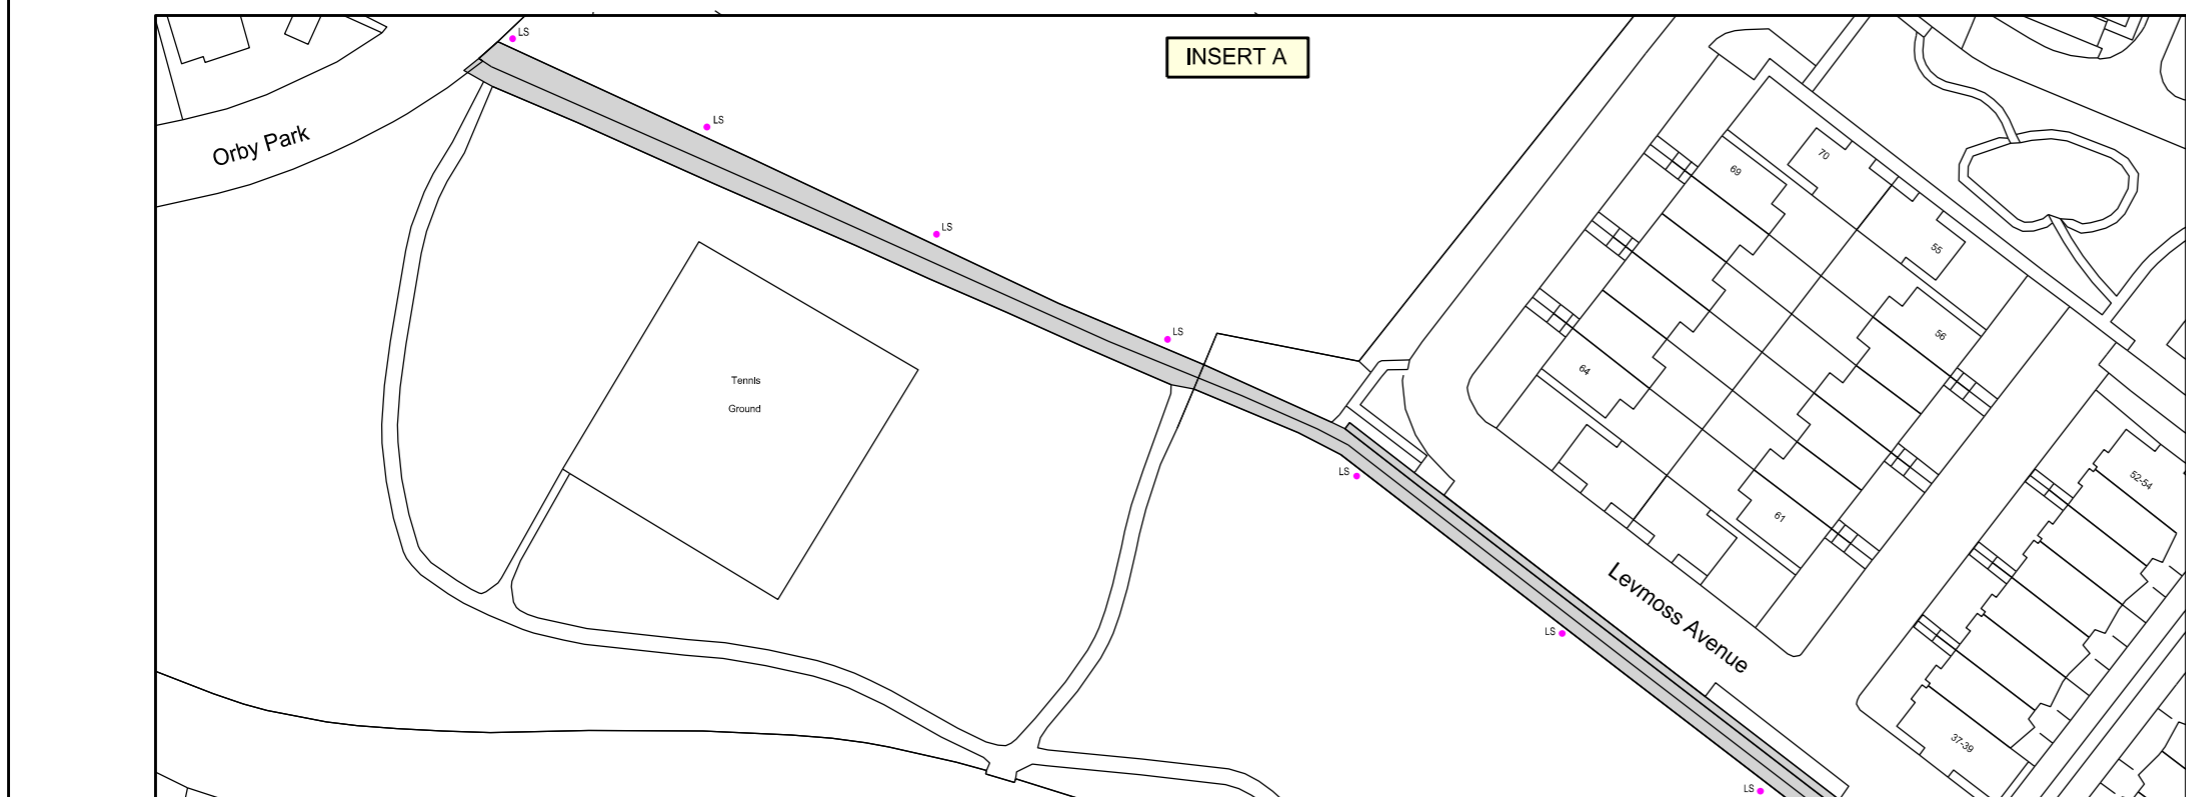 LS
INSERT A
LS
Orby Park
70
69
LS
55
LS
56
64
Tennis
Ground
LS
52-54
61
Levmoss Avenue
LS
37-39
LS